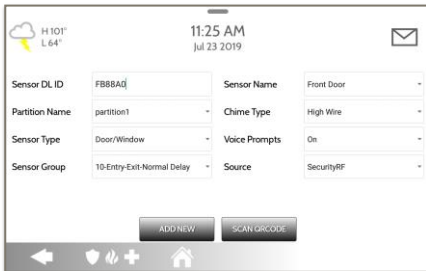 H 101°
L 64°
11:25 AM
Jul 23 2019
Sensor DL ID FB88A0 Sensor Name Front Door
Partition Name partition1 Chime Type High Wire
Sensor Type Door/Window Voice Prompts On
Sensor Group 10-Entry-Exit-Normal Delay Source SecurityRF
ADD NEW SCAN QRCODE